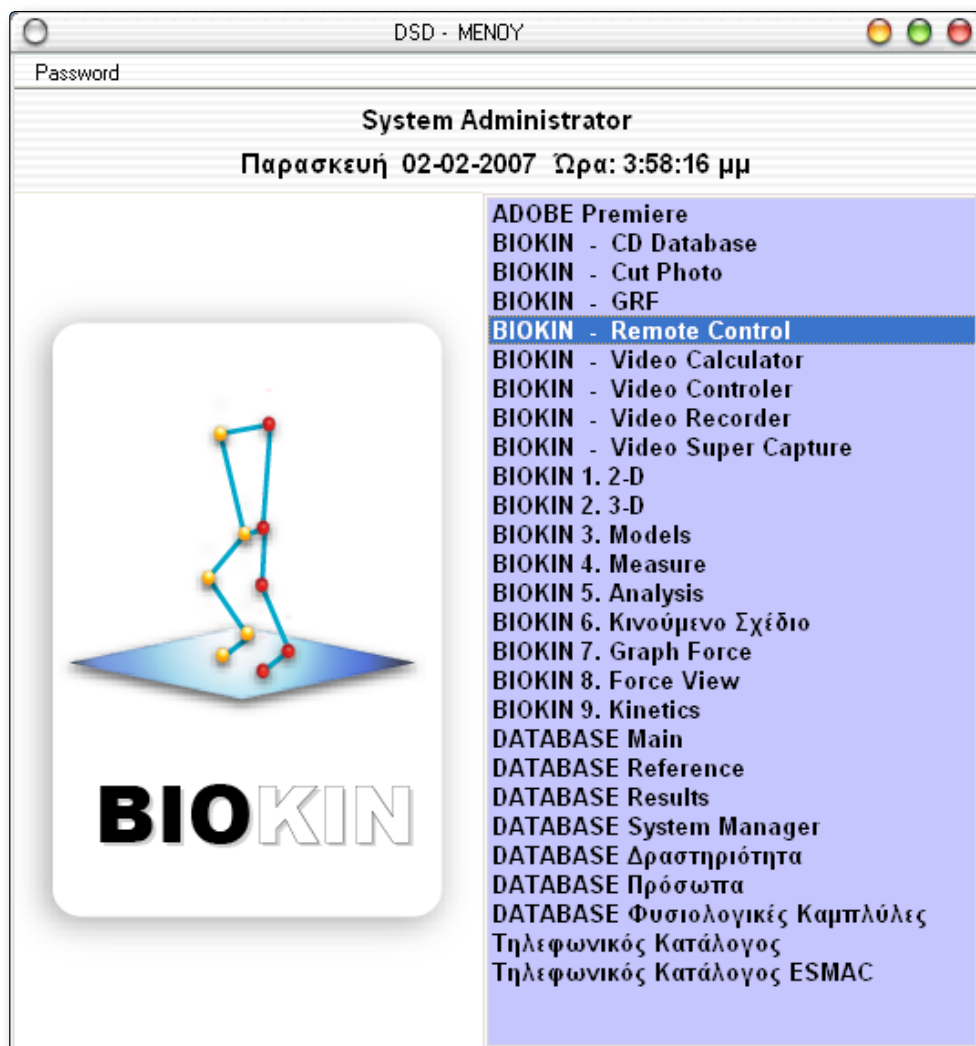 DSD - ΜΕΝΟΥ
Password
System Administrator
Παρασκευή 02-02-2007 Ώρα: 3:58:16 μμ
ADOBE Premiere
BIOKIN - CD Database
BIOKIN - Cut Photo
BIOKIN - GRF
BIOKIN - Remote Control
BIOKIN - Video Calculator
BIOKIN - Video Controler
BIOKIN - Video Recorder
BIOKIN - Video Super Capture
BIOKIN 1. 2-D
BIOKIN 2. 3-D
BIOKIN 3. Models
BIOKIN 4. Measure
BIOKIN 5. Analysis
BIOKIN 6. Κινούμενο Σχέδιο
BIOKIN 7. Graph Force
BIOKIN 8. Force View
BIOKIN 9. Kinetics
DATABASE Main
DATABASE Reference
DATABASE Results
DATABASE System Manager
DATABASE Δραστηριότητα
DATABASE Πρόσωπα
DATABASE Φυσιολογικές Καμπλύλες
Τηλεφωνικός Κατάλογος
Τηλεφωνικός Κατάλογος ESMAC
BIOKIN